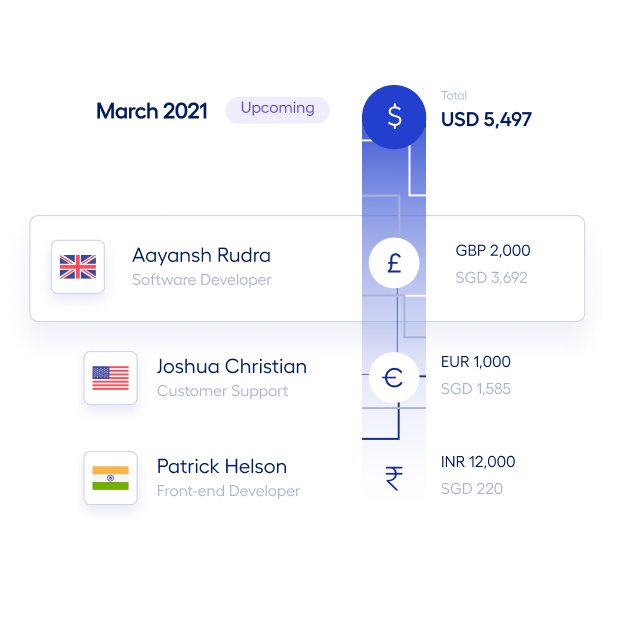 March 2021
Upcoming
$
Total
USD 5,497
Aayansh Rudra
Software Developer
£
GBP 2,000
SGD 3,692
Joshua Christian
Customer Support
€
EUR 1,000
SGD 1,585
Patrick Helson
Front-end Developer
₹
INR 12,000
SGD 220